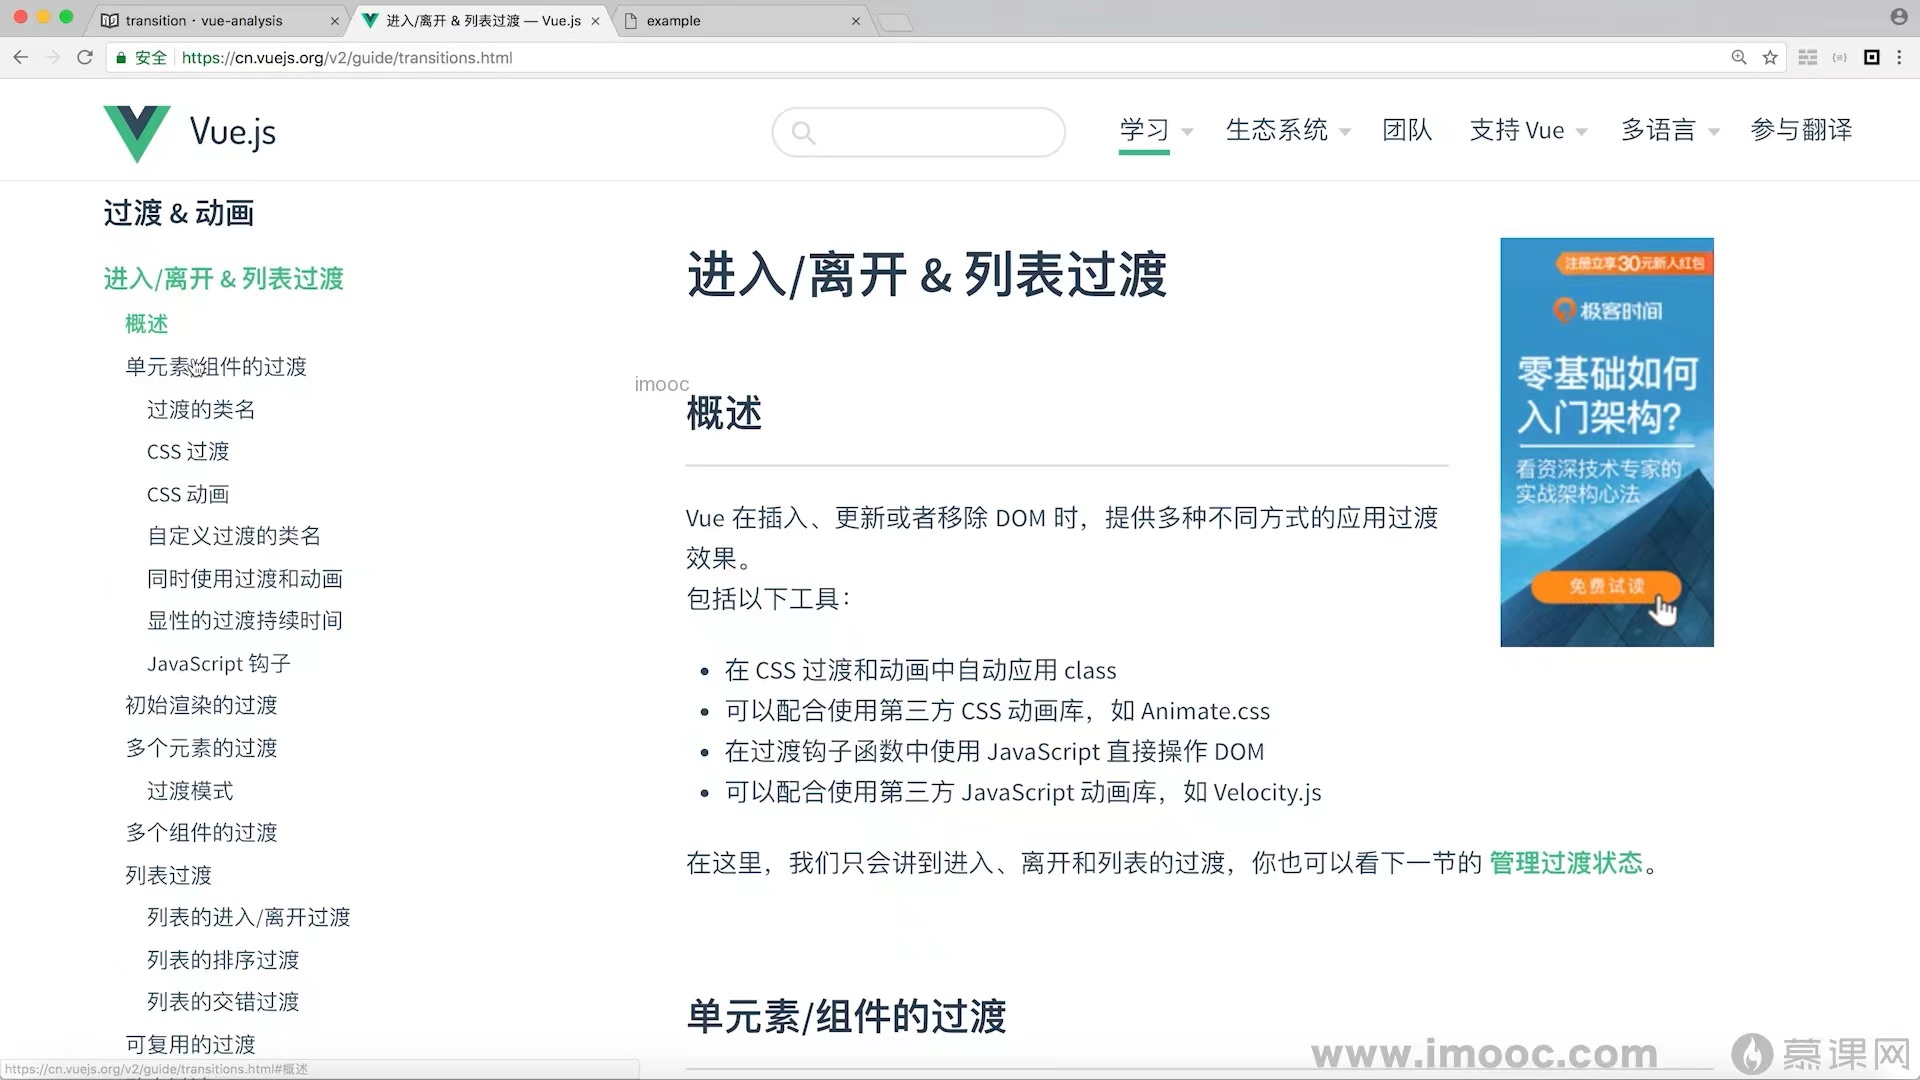 transition · vue-analysis
进入/离开 & 列表过渡 — Vue.js
example
安全
https://cn.vuejs.org/v2/guide/transitions.html
Vue.js
学习
生态系统
团队
支持 Vue
多语言
参与翻译
过渡 & 动画
进入/离开 & 列表过渡
概述
单元素/组件的过渡
过渡的类名
CSS 过渡
CSS 动画
自定义过渡的类名
同时使用过渡和动画
显性的过渡持续时间
JavaScript 钩子
初始渲染的过渡
多个元素的过渡
过渡模式
多个组件的过渡
列表过渡
列表的进入/离开过渡
列表的排序过渡
列表的交错过渡
可复用的过渡
https://cn.vuejs.org/v2/guide/transitions.html#概述
进入/离开 & 列表过渡
imooc
概述
Vue 在插入、更新或者移除 DOM 时，提供多种不同方式的应用过渡
效果。
包括以下工具：
• 在 CSS 过渡和动画中自动应用 class
• 可以配合使用第三方 CSS 动画库，如 Animate.css
• 在过渡钩子函数中使用 JavaScript 直接操作 DOM
• 可以配合使用第三方 JavaScript 动画库，如 Velocity.js
在这里，我们只会讲到进入、离开和列表的过渡，你也可以看下一节的 管理过渡状态。
单元素/组件的过渡
注册立享30元新人红包
极客时间
零基础如何
入门架构?
看资深技术专家的
实战架构心法
免费试读
www.imooc.com
慕课网